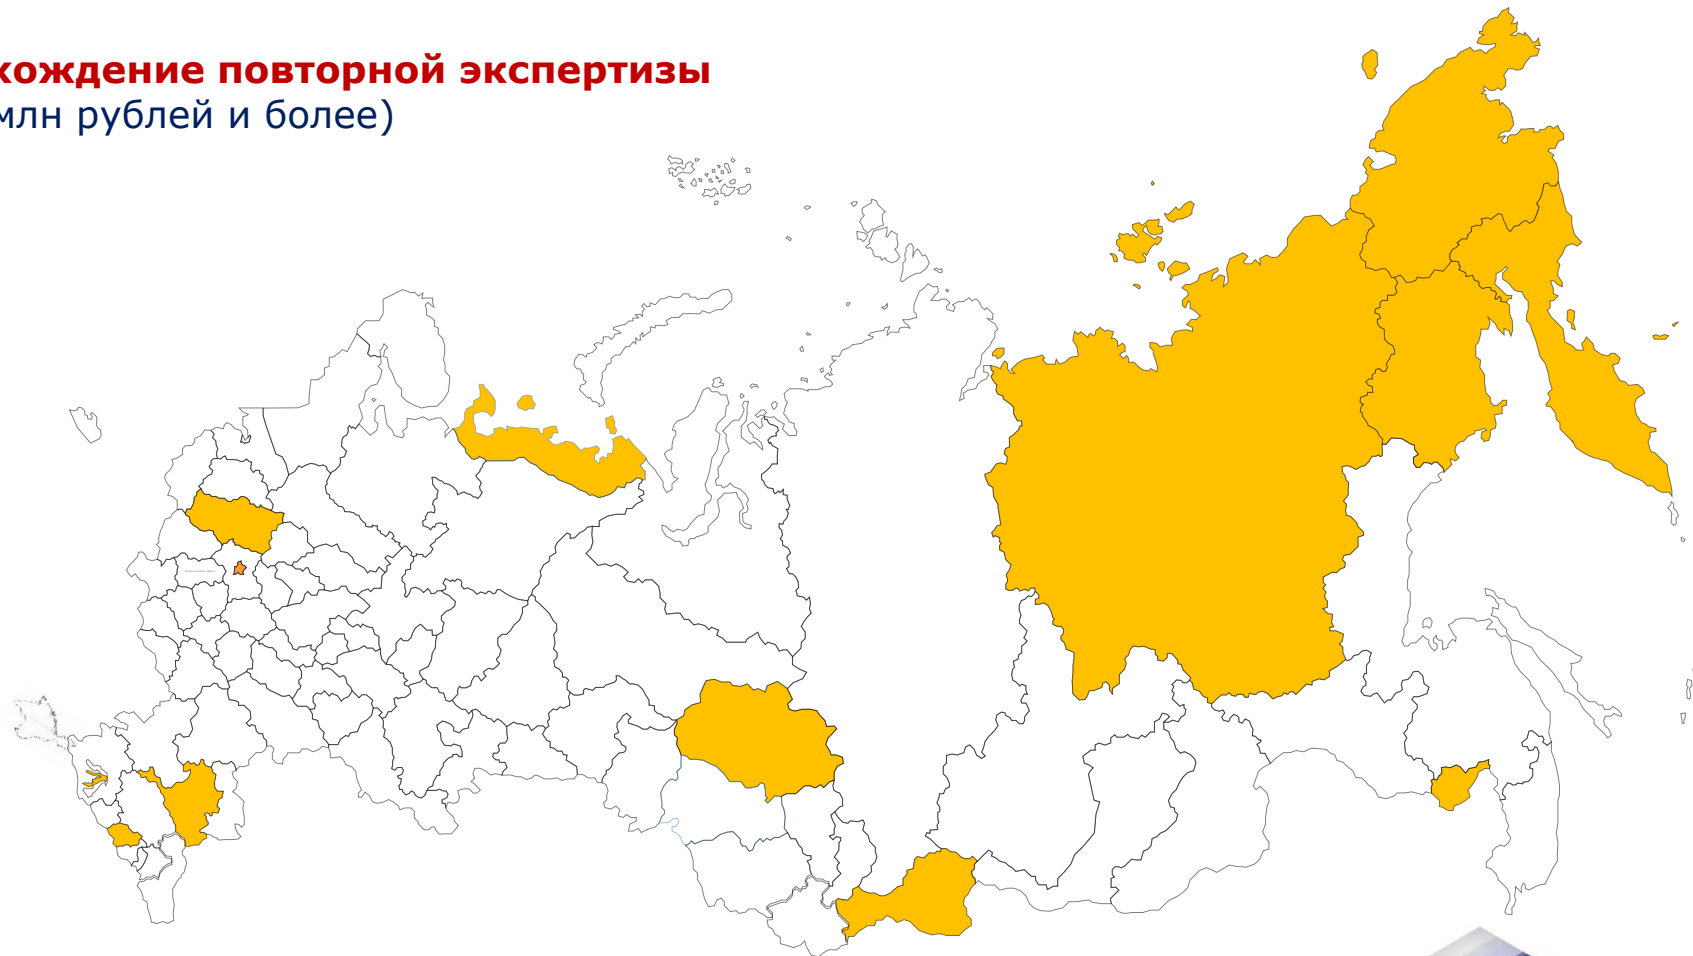 хождение повторной экспертизы
млн рублей и более)